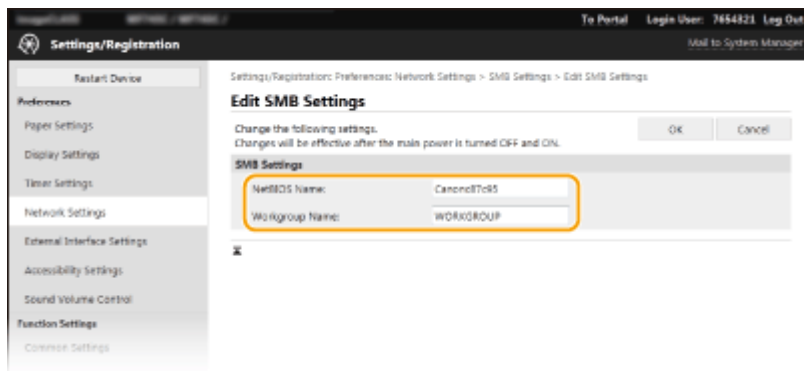 To Portal Login User: 7654321 Log Out
Settings/Registration
Mail to System Manager
Restart Device
Settings/Registration: Preferences: Network Settings > SMB Settings > Edit SMB Settings
Preferences
Edit SMB Settings
Paper Settings
Change the following settings.
OK
Cancel
Changes will be effective after the main power is turned OFF and ON.
Display Settings
SMB Settings
Timer Settings
NetBIOS Name:
Workgroup Name: WORKGROUP
Network Settings
External Interface Settings
Accessibility Settings
Sound Volume Control
Function Settings
Common Settings